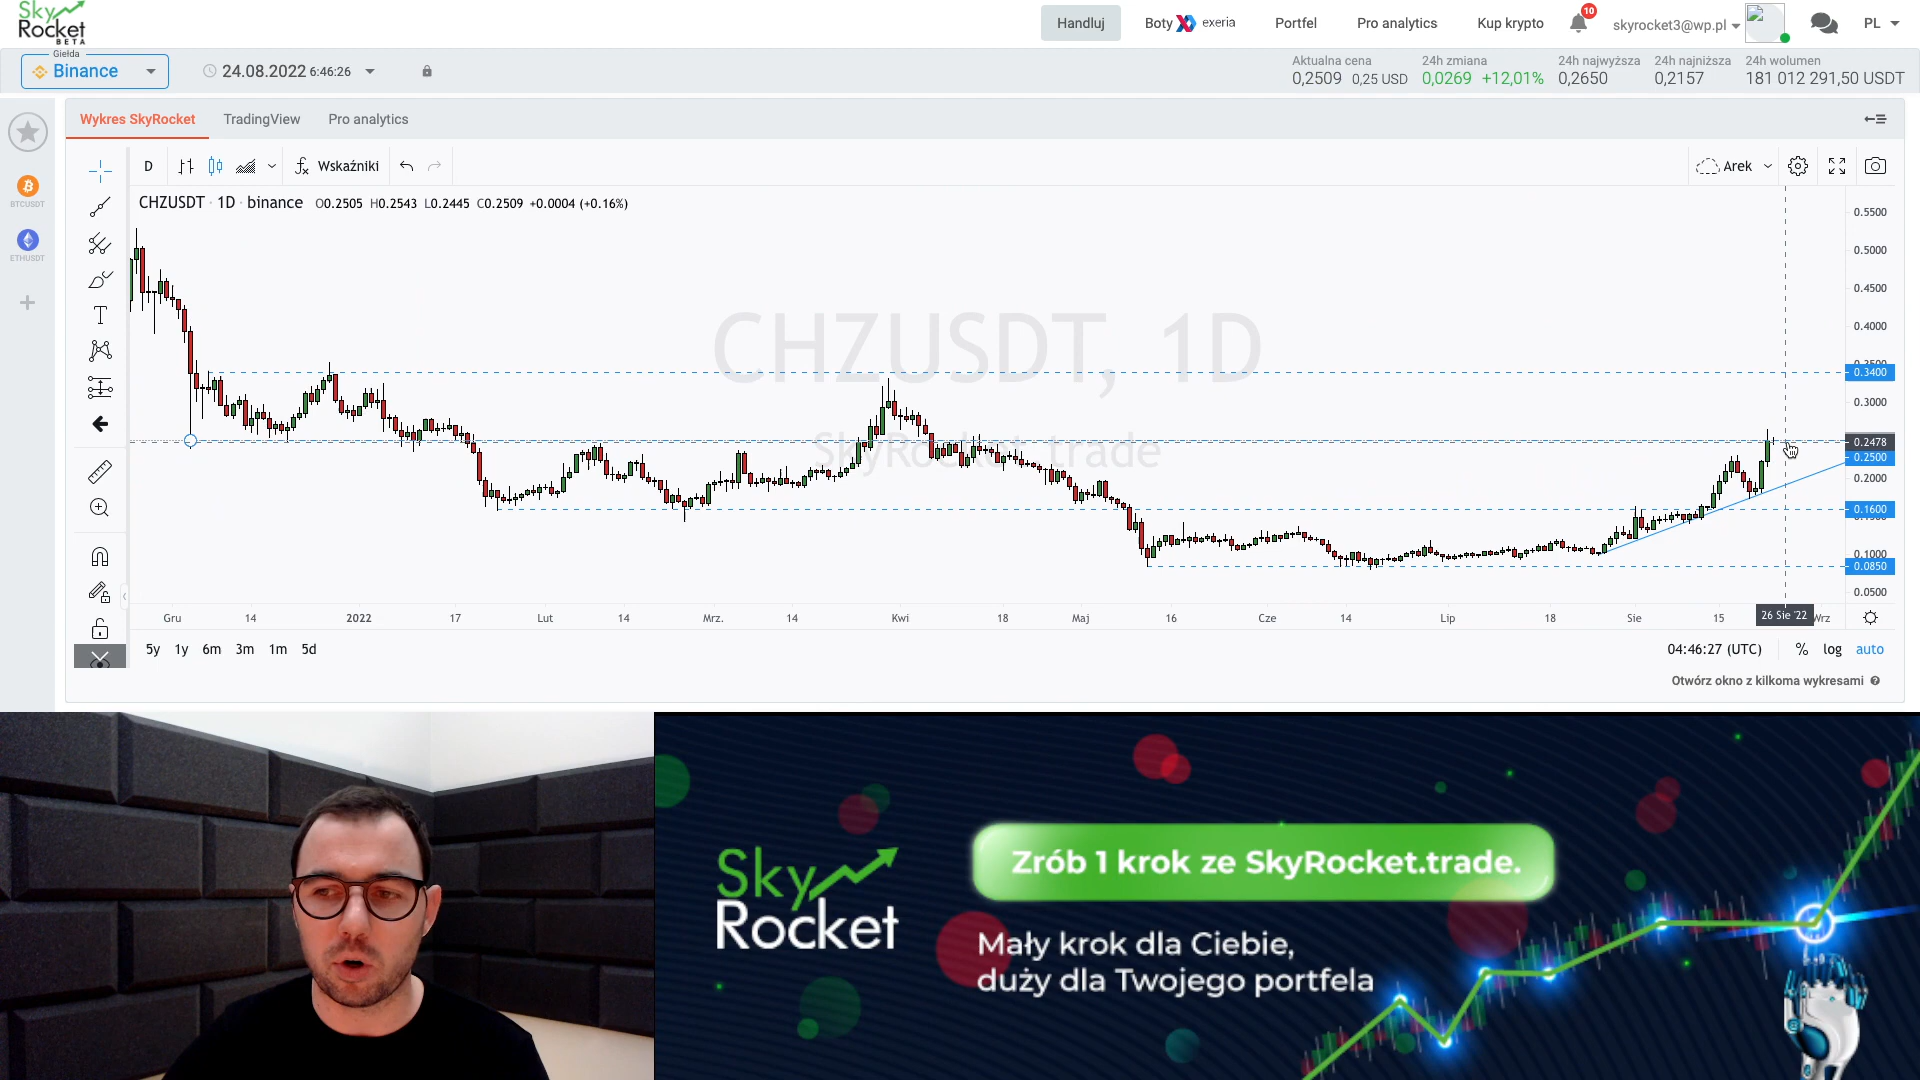 Sky
Rocket
BETA
Handluj
Boty exeria
Portfel
Pro analytics
Kup krypto
10
skyrocket3@wp.pl
PL
Giełda
Binance
24.08.2022 6:46:26
Aktualna cena
0,2509 0,25 USD
24h zmiana
0,0269 +12,01%
24h najwyższa
0,2650
24h najniższa
0,2157
24h wolumen
181 012 291,50 USDT
Wykres SkyRocket
TradingView
Pro analytics
BTCUSDT
ETHUSDT
D
Wskaźniki
Arek
CHZUSDT · 1D · binance O0.2505 H0.2543 L0.2445 C0.2509 +0.0004 (+0.16%)
CHZUSDT, 1D
SkyRocket.trade
0.5500
0.5000
0.4500
0.4000
0.3500
0.3400
0.3000
0.2478
0.2500
0.2000
0.1600
0.1000
0.0850
0.0500
Gru 14 2022 17 Lut 14 Mrz. 14 Kwi 18 Maj 16 Cze 14 Lip 18 Sie 15 26 Sie '22 Wrz
5y 1y 6m 3m 1m 5d
04:46:27 (UTC) % log auto
Otwórz okno z kilkoma wykresami
Sky
Rocket
Zrób 1 krok ze SkyRocket.trade.
Mały krok dla Ciebie,
duży dla Twojego portfela